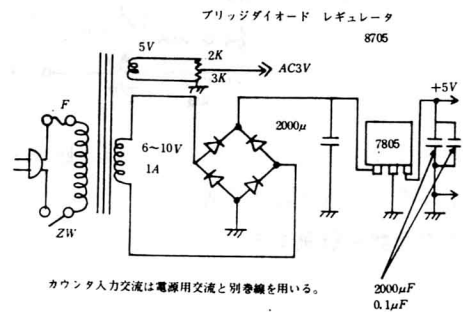 ブリッジダイオード レギュレータ
8705
5V
2K
3K
AC3V
+5V
F
6~10V
1A
2000μ
7805
ZW
カウンタ入力交流は電源用交流と別巻線を用いる。
2000μF
0.1μF